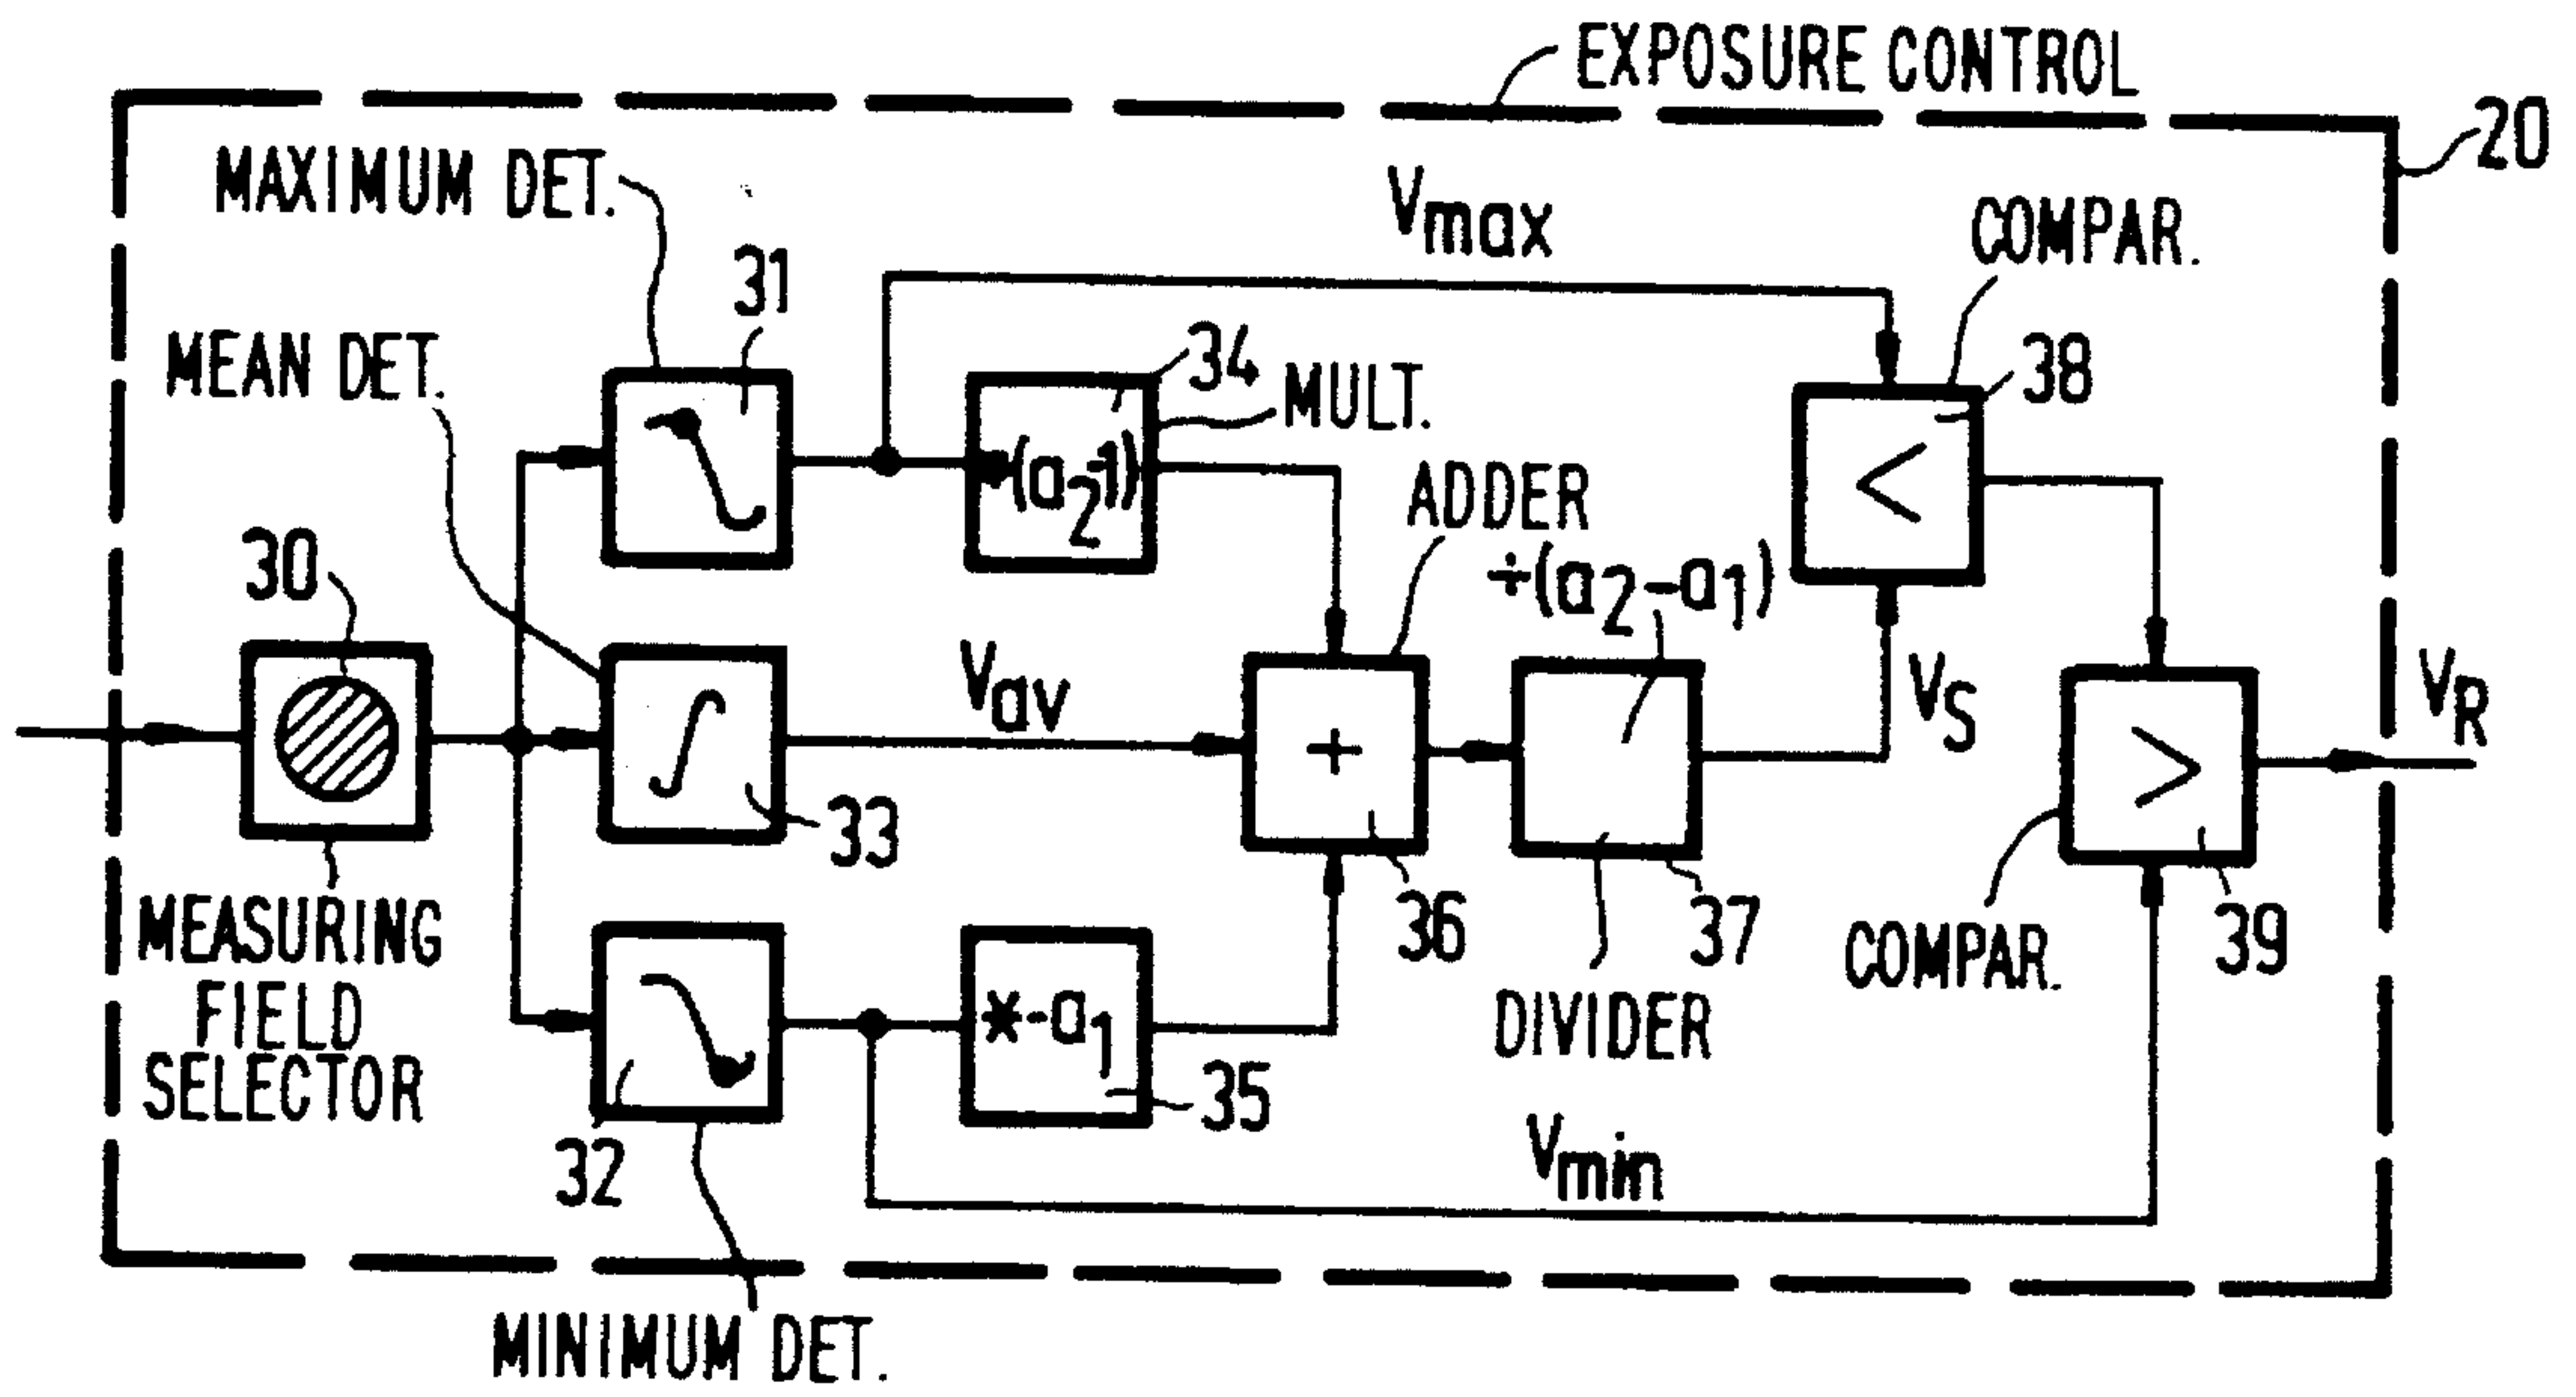 EXPOSURE CONTROL
20
MAXIMUM DET.
Vmax
COMPAR.
31
MEAN DET.
34
MULT.
38
*(a2-1)
<
ADDER
÷(a2-a1)
30
Vav
VS
VR
+
>
33
36
37
MEASURING
FIELD
SELECTOR
COMPAR.
39
DIVIDER
*-a1
35
32
Vmin
MINIMUM DET.